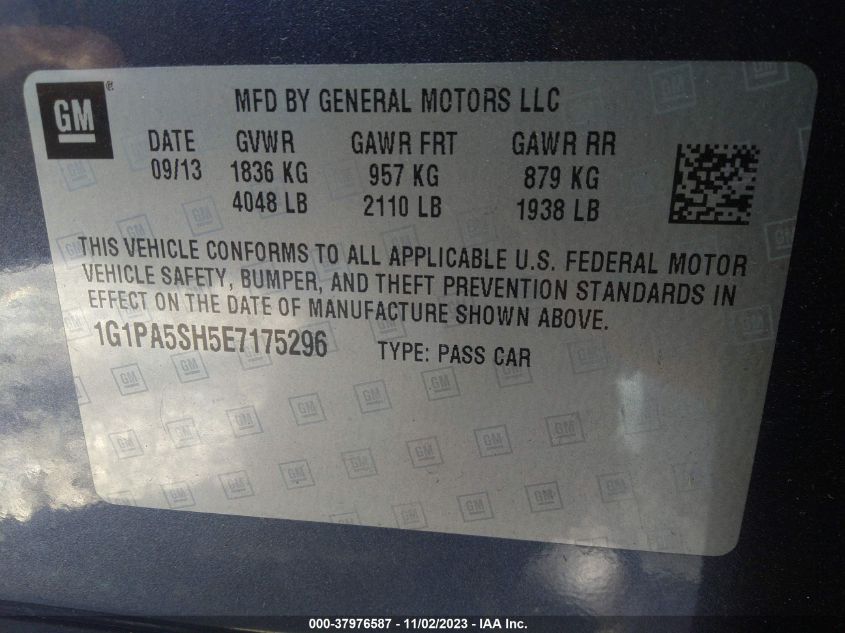 GM ®
MFD BY GENERAL MOTORS LLC
DATE GVWR GAWR FRT GAWR RR
09/13 1836 KG 957 KG 879 KG
4048 LB 2110 LB 1938 LB
THIS VEHICLE CONFORMS TO ALL APPLICABLE U.S. FEDERAL MOTOR
VEHICLE SAFETY, BUMPER, AND THEFT PREVENTION STANDARDS IN
EFFECT ON THE DATE OF MANUFACTURE SHOWN ABOVE.
1G1PA5SH5E7175296 TYPE: PASS CAR
000-37976587 - 11/02/2023 - IAA Inc.